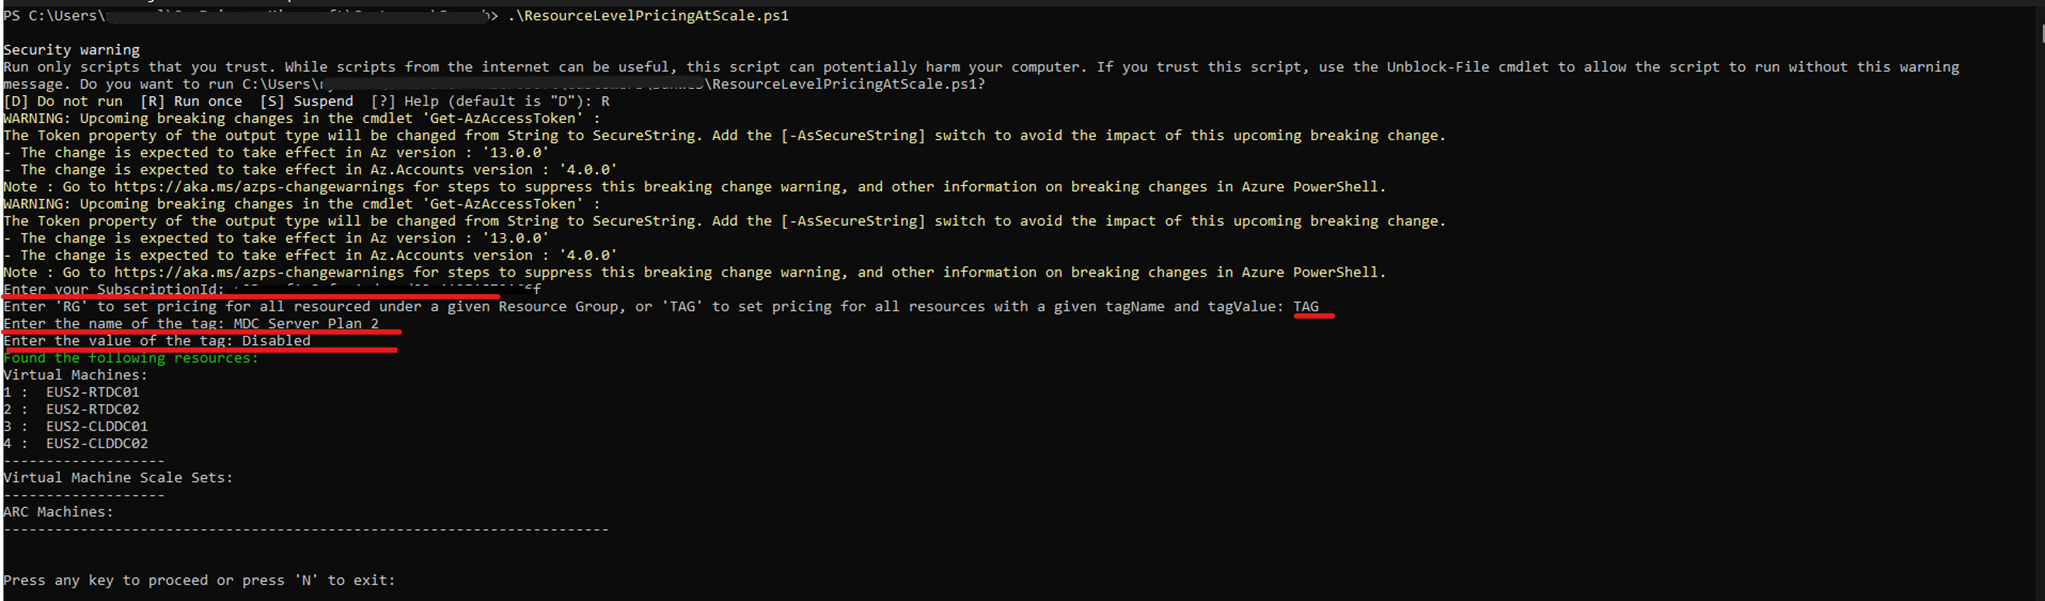 PS C:\Users\ > .\ResourceLevelPricingAtScale.ps1
Security warning
Run only scripts that you trust. While scripts from the internet can be useful, this script can potentially harm your computer. If you trust this script, use the Unblock-File cmdlet to allow the script to run without this warning
message. Do you want to run C:\Users\ \ResourceLevelPricingAtScale.ps1?
[D] Do not run  [R] Run once  [S] Suspend  [?] Help (default is "D"): R
WARNING: Upcoming breaking changes in the cmdlet 'Get-AzAccessToken' :
The Token property of the output type will be changed from String to SecureString. Add the [-AsSecureString] switch to avoid the impact of this upcoming breaking change.
- The change is expected to take effect in Az version : '13.0.0'
- The change is expected to take effect in Az.Accounts version : '4.0.0'
Note : Go to https://aka.ms/azps-changewarnings for steps to suppress this breaking change warning, and other information on breaking changes in Azure PowerShell.
WARNING: Upcoming breaking changes in the cmdlet 'Get-AzAccessToken' :
The Token property of the output type will be changed from String to SecureString. Add the [-AsSecureString] switch to avoid the impact of this upcoming breaking change.
- The change is expected to take effect in Az version : '13.0.0'
- The change is expected to take effect in Az.Accounts version : '4.0.0'
Note : Go to https://aka.ms/azps-changewarnings for steps to suppress this breaking change warning, and other information on breaking changes in Azure PowerShell.
Enter your SubscriptionId:
Enter 'RG' to set pricing for all resourced under a given Resource Group, or 'TAG' to set pricing for all resources with a given tagName and tagValue: TAG
Enter the name of the tag: MDC Server Plan 2
Enter the value of the tag: Disabled
Found the following resources:
Virtual Machines:
1 :  EUS2-RTDC01
2 :  EUS2-RTDC02
3 :  EUS2-CLDDC01
4 :  EUS2-CLDDC02
-------------------
Virtual Machine Scale Sets:
-------------------
ARC Machines:
-----------------------------------------------------------------------
Press any key to proceed or press 'N' to exit: